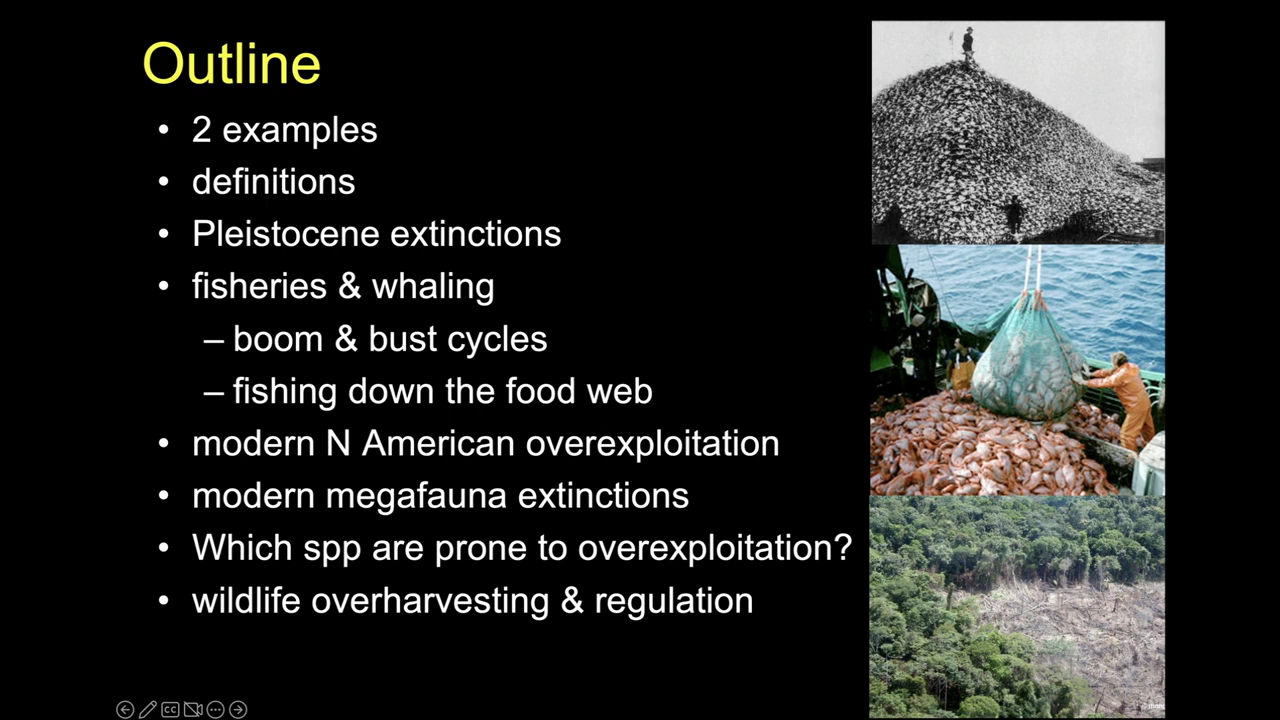 Outline
• 2 examples
• definitions
• Pleistocene extinctions
• fisheries & whaling
– boom & bust cycles
– fishing down the food web
• modern N American overexploitation
• modern megafauna extinctions
• Which spp are prone to overexploitation?
• wildlife overharvesting & regulation
CC